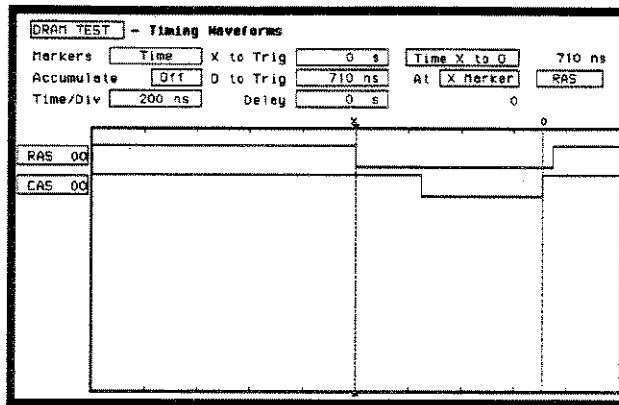 DRAM TEST - Timing Waveforms
Markers Time X to Trig 0 s Time X to O 710 ns
Accumulate Off O to Trig 710 ns At X Marker RAS
Time/Div 200 ns Delay 0 s 0
X O
RAS 00
CAS 00